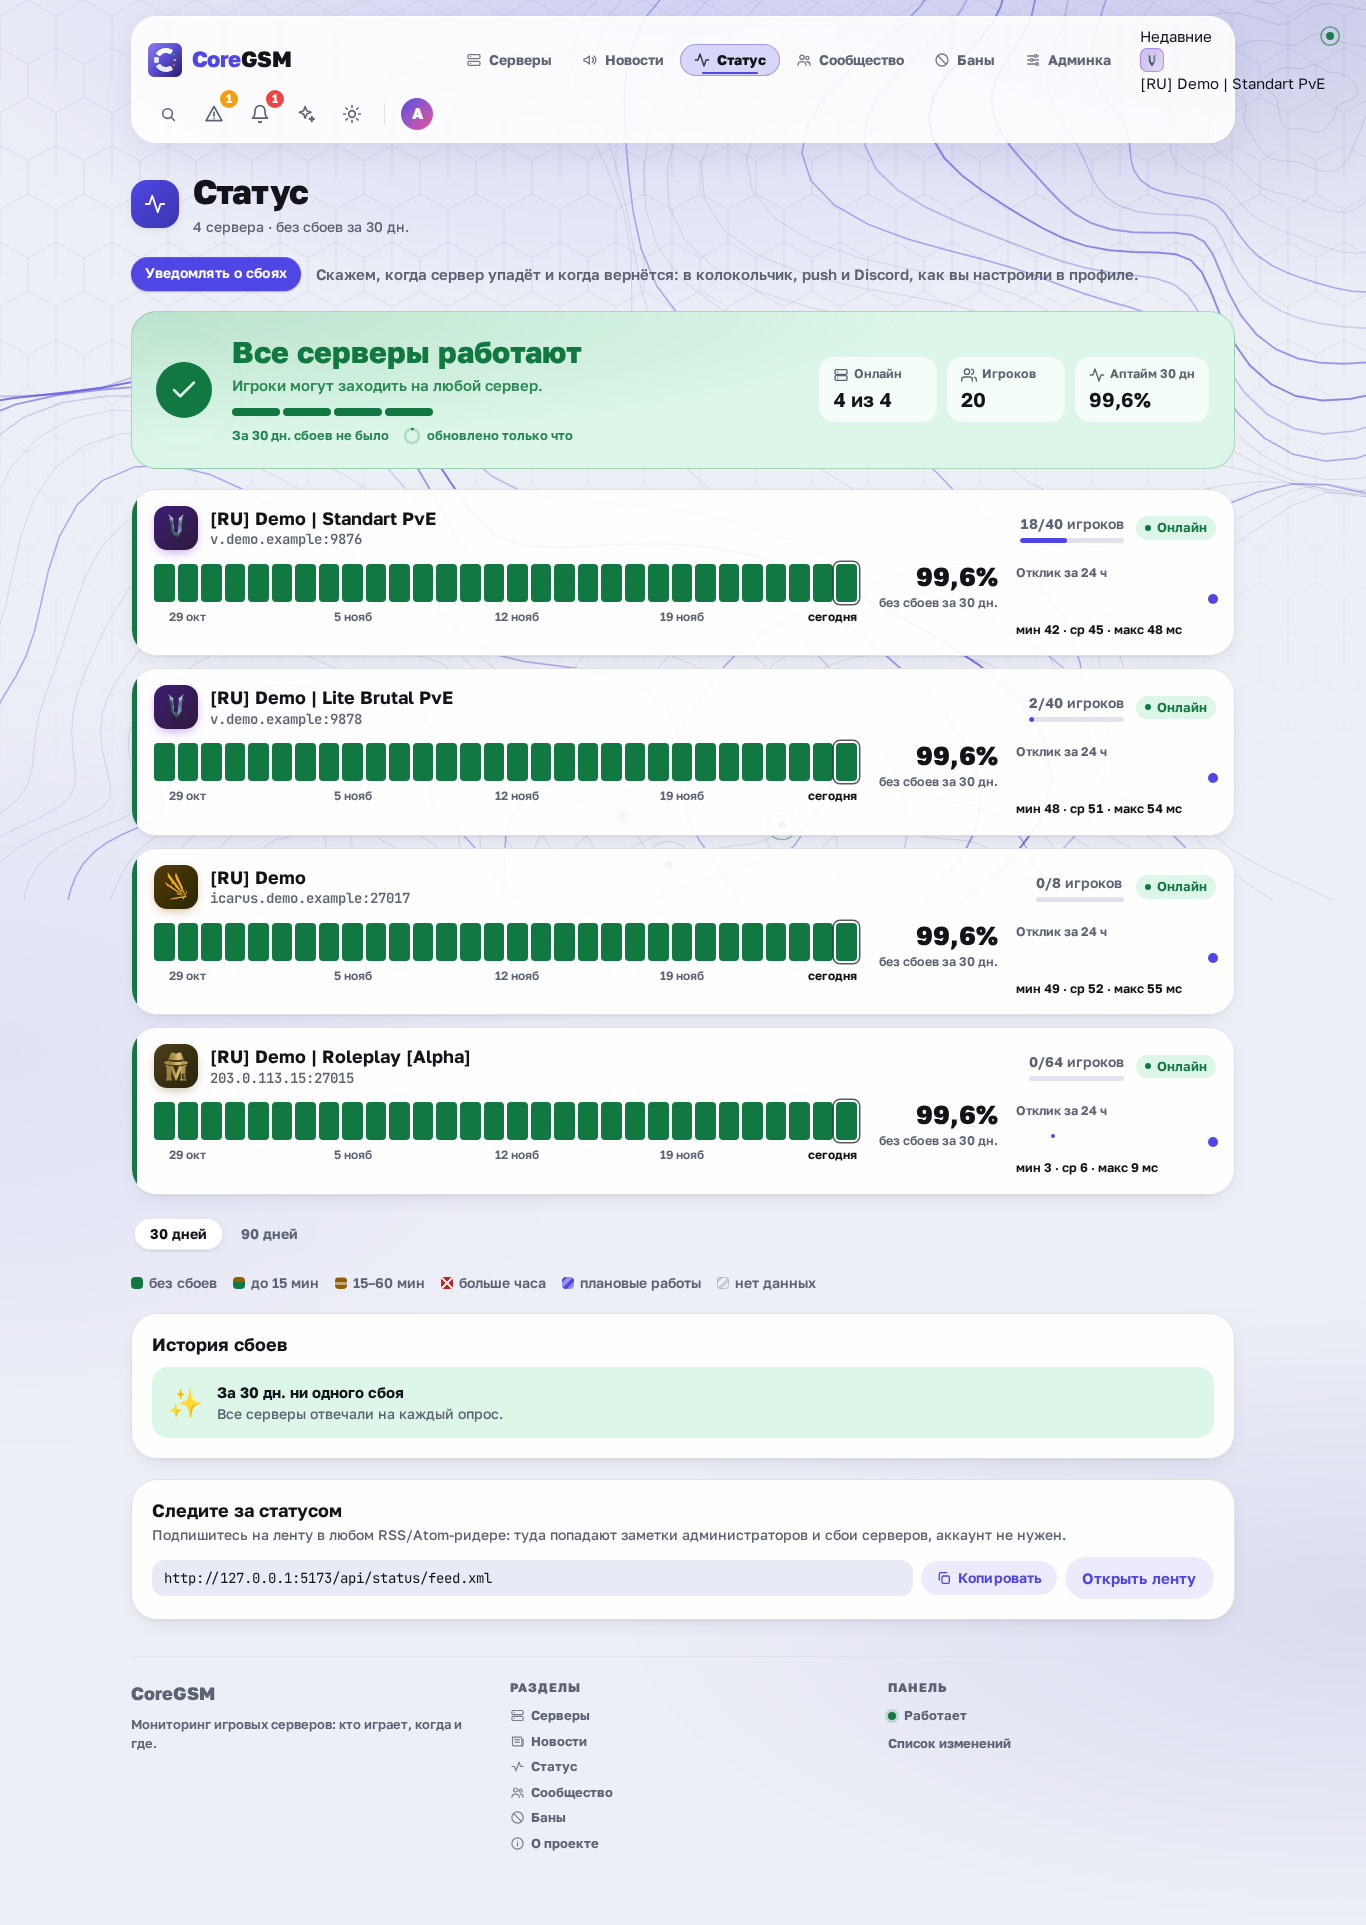 CoreGSM
Серверы
Новости
Статус
Сообщество
Баны
Админка
Недавние
[RU] Demo | Standart PvE
1
1
A
Статус
4 сервера · без сбоев за 30 дн.
Уведомлять о сбоях
Скажем, когда сервер упадёт и когда вернётся: в колокольчик, push и Discord, как вы настроили в профиле.
Все серверы работают
Игроки могут заходить на любой сервер.
За 30 дн. сбоев не было
обновлено только что
Онлайн
4 из 4
Игроков
20
Аптайм 30 дн
99,6%
[RU] Demo | Standart PvE
v.demo.example:9876
18/40 игроков
Онлайн
29 окт
5 нояб
12 нояб
19 нояб
сегодня
99,6%
без сбоев за 30 дн.
Отклик за 24 ч
мин 42 · ср 45 · макс 48 мс
[RU] Demo | Lite Brutal PvE
v.demo.example:9878
2/40 игроков
Онлайн
29 окт
5 нояб
12 нояб
19 нояб
сегодня
99,6%
без сбоев за 30 дн.
Отклик за 24 ч
мин 48 · ср 51 · макс 54 мс
[RU] Demo
icarus.demo.example:27017
0/8 игроков
Онлайн
29 окт
5 нояб
12 нояб
19 нояб
сегодня
99,6%
без сбоев за 30 дн.
Отклик за 24 ч
мин 49 · ср 52 · макс 55 мс
[RU] Demo | Roleplay [Alpha]
203.0.113.15:27015
0/64 игроков
Онлайн
29 окт
5 нояб
12 нояб
19 нояб
сегодня
99,6%
без сбоев за 30 дн.
Отклик за 24 ч
мин 3 · ср 6 · макс 9 мс
30 дней
90 дней
без сбоев
до 15 мин
15–60 мин
больше часа
плановые работы
нет данных
История сбоев
За 30 дн. ни одного сбоя
Все серверы отвечали на каждый опрос.
Следите за статусом
Подпишитесь на ленту в любом RSS/Atom-ридере: туда попадают заметки администраторов и сбои серверов, аккаунт не нужен.
http://127.0.0.1:5173/api/status/feed.xml
Копировать
Открыть ленту
CoreGSM
Мониторинг игровых серверов: кто играет, когда и
где.
РАЗДЕЛЫ
Серверы
Новости
Статус
Сообщество
Баны
О проекте
ПАНЕЛЬ
Работает
Список изменений